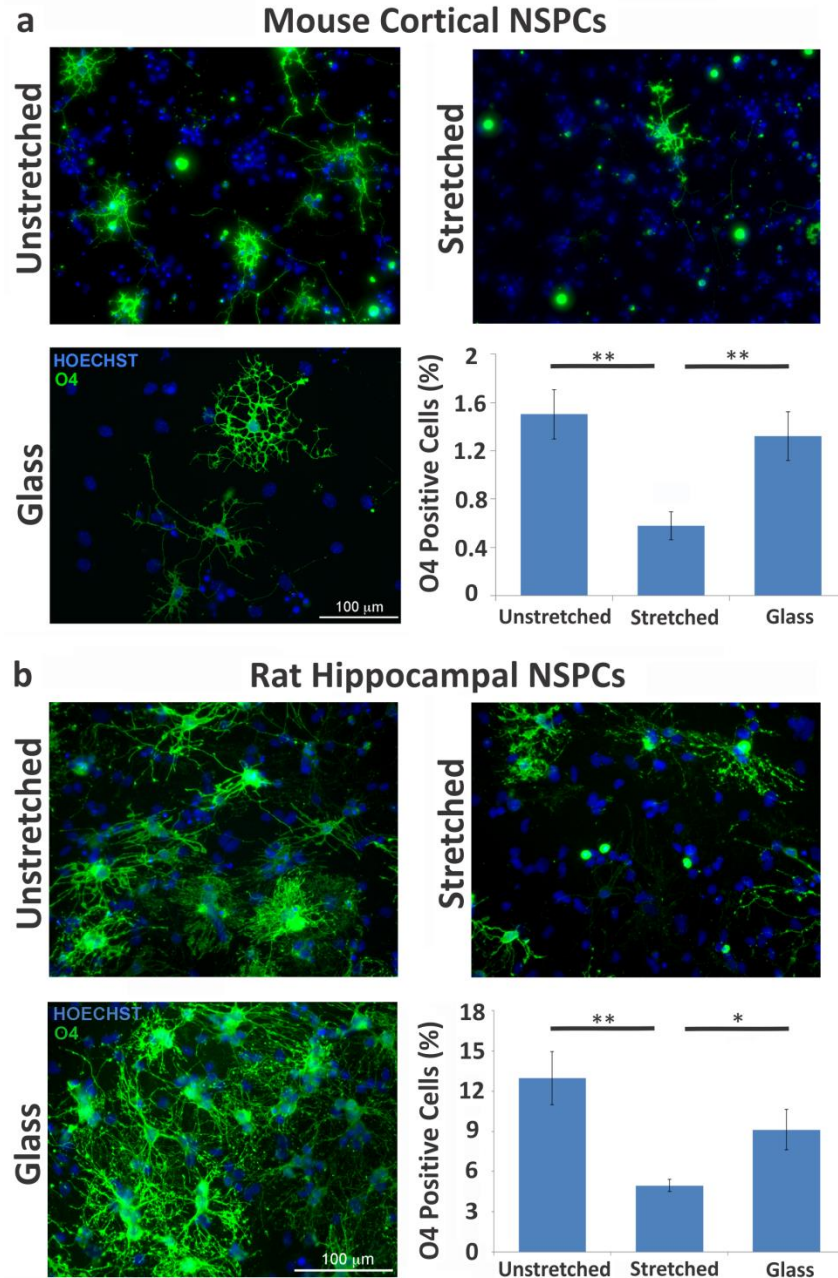 a
Mouse Cortical NSPCs
Unstretched
Stretched
Glass
HOECHST
O4
100 μm
O4 Positive Cells (%)
2
1.6
1.2
0.8
0.4
0
** **
Unstretched Stretched Glass
b
Rat Hippocampal NSPCs
Unstretched
Stretched
Glass
HOECHST
O4
100 μm
O4 Positive Cells (%)
18
15
12
9
6
3
0
** *
Unstretched Stretched Glass